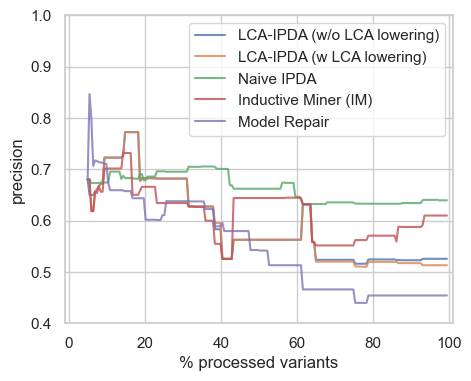 1.0
0.9
0.8
0.7
0.6
0.5
0.4
precision
LCA-IPDA (w/o LCA lowering)
LCA-IPDA (w LCA lowering)
Naive IPDA
Inductive Miner (IM)
Model Repair
0 20 40 60 80 100
% processed variants